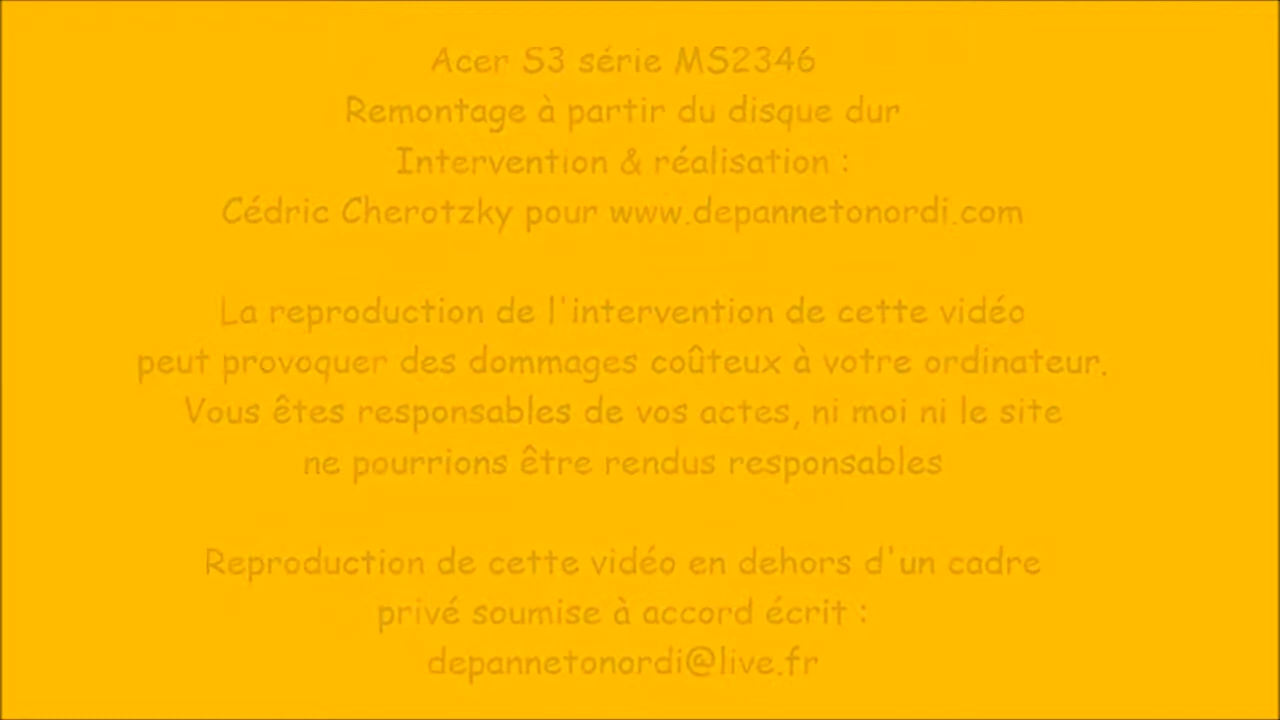 Acer S3 série MS2346
Remontage à partir du disque dur
Intervention & réalisation :
Cédric Cherotzky pour www.depannetonordi.com
La reproduction de l'intervention de cette vidéo
peut provoquer des dommages coûteux à votre ordinateur.
Vous êtes responsables de vos actes, ni moi ni le site
ne pourrions être rendus responsables
Reproduction de cette vidéo en dehors d'un cadre
privé soumise à accord écrit :
depannetonordi@live.fr